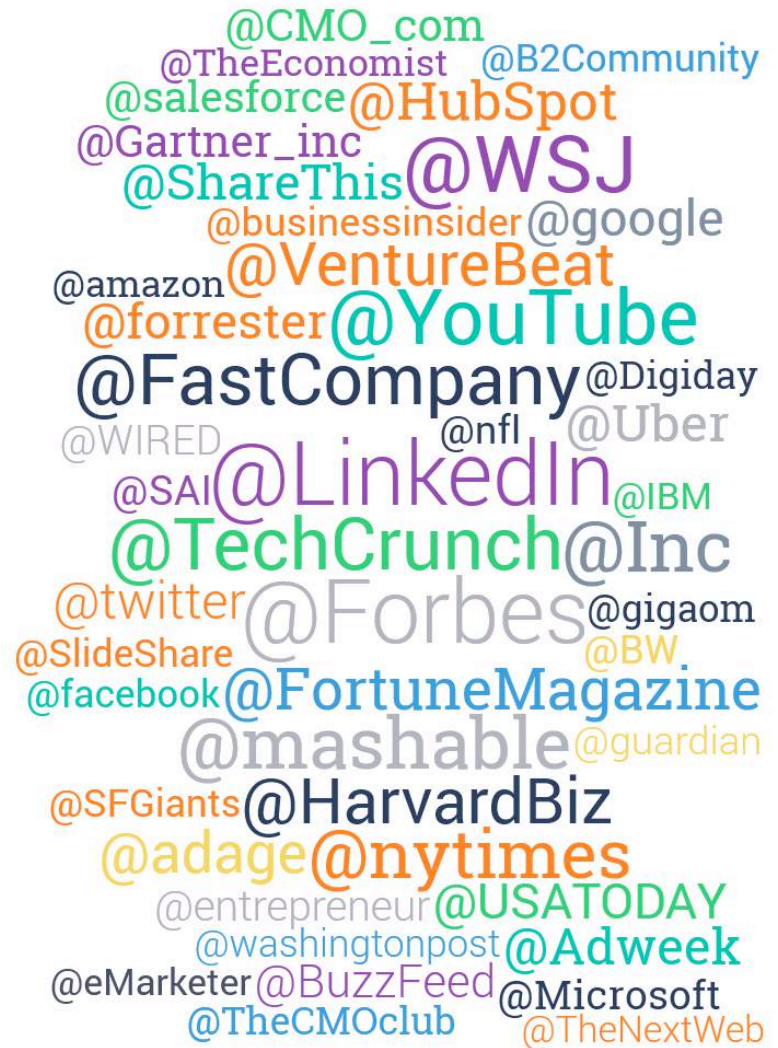 @CMO_com
@TheEconomist @B2Community
@salesforce @HubSpot
@Gartner_inc @WSJ
@ShareThis
@businessinsider @google
@amazon @VentureBeat
@forrester @YouTube
@FastCompany @Digiday
@WIRED @nfl @Uber
@SAI @LinkedIn @IBM
@TechCrunch @Inc
@twitter @Forbes @gigaom
@SlideShare @BW
@facebook @FortuneMagazine
@mashable @guardian
@SFGiants @HarvardBiz
@adage @nytimes
@entrepreneur @USATODAY
@washingtonpost @Adweek
@eMarketer @BuzzFeed @Microsoft
@TheCMOclub @TheNextWeb